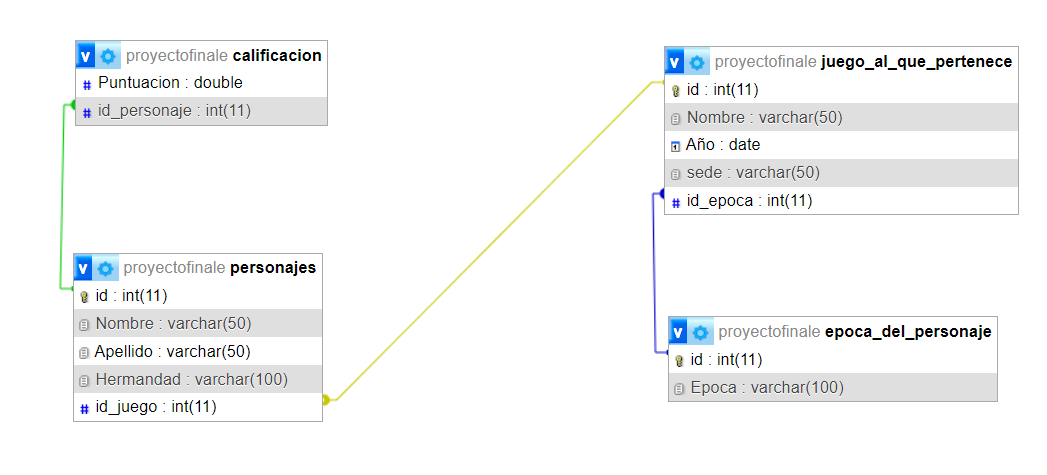 proyectofinale calificacion
Puntuacion : double
id_personaje : int(11)
proyectofinale juego_al_que_pertenece
id : int(11)
Nombre : varchar(50)
Año : date
sede : varchar(50)
id_epoca : int(11)
proyectofinale personajes
id : int(11)
Nombre : varchar(50)
Apellido : varchar(50)
Hermandad : varchar(100)
id_juego : int(11)
proyectofinale epoca_del_personaje
id : int(11)
Epoca : varchar(100)